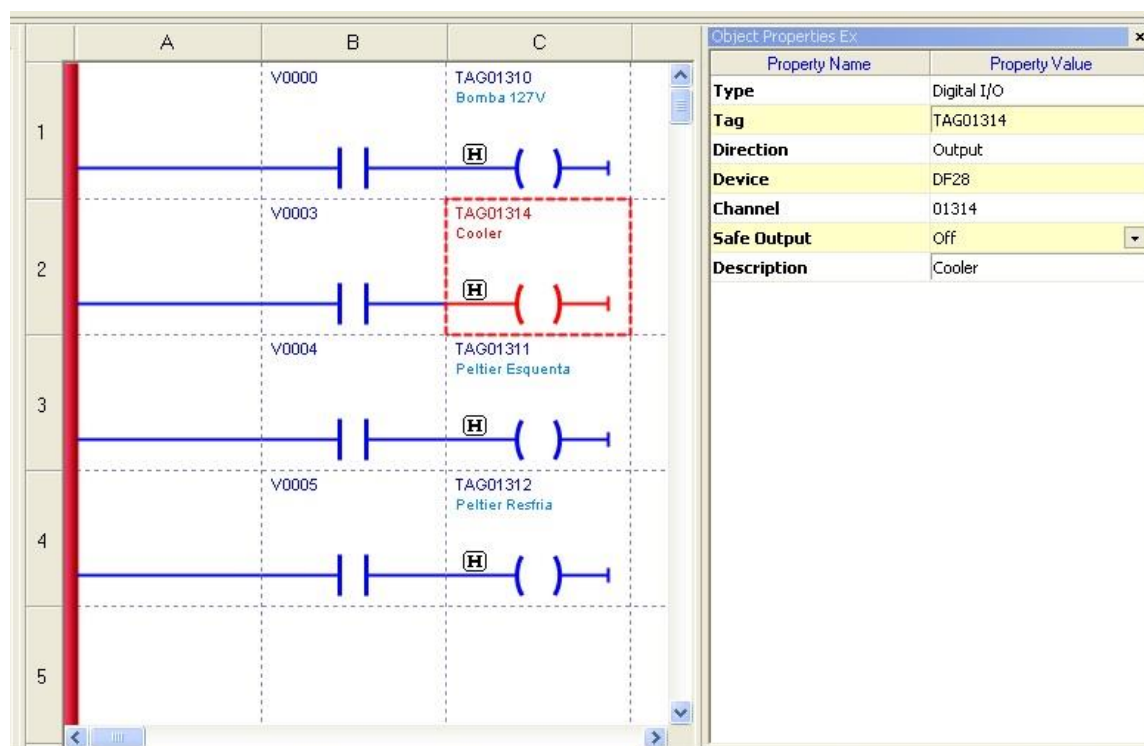 A B C
1
V0000 TAG01310
Bomba 127V
H
2
V0003 TAG01314
Cooler
H
3
V0004 TAG01311
Peltier Esquenta
H
4
V0005 TAG01312
Peltier Resfria
H
5
Object Properties Ex
Property Name Property Value
Type Digital I/O
Tag TAG01314
Direction Output
Device DF28
Channel 01314
Safe Output Off
Description Cooler